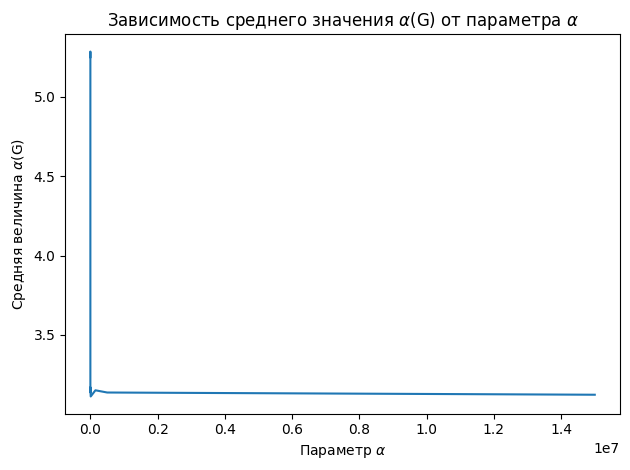 Зависимость среднего значения α(G) от параметра α
Средняя величина α(G)
5.0
4.5
4.0
3.5
0.0 0.2 0.4 0.6 0.8 1.0 1.2 1.4
1e7
Параметр α